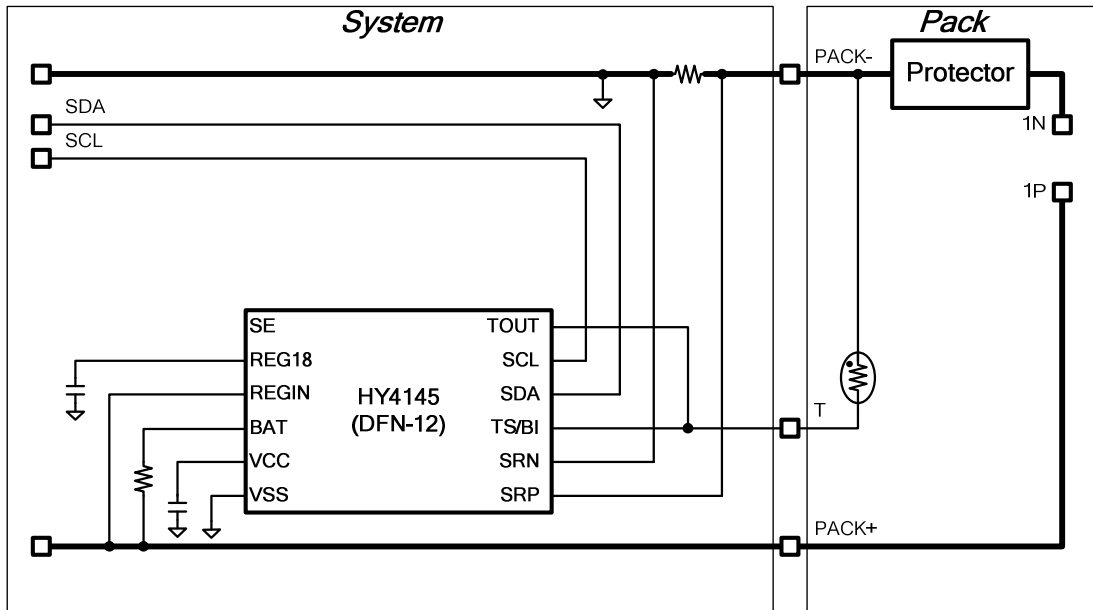 System
Pack
PACK-
Protector
SDA
SCL
1N
1P
SE
REG18
REGIN
BAT
VCC
VSS
HY4145
(DFN-12)
TOUT
SCL
SDA
TS/BI
SRN
SRP
T
PACK+